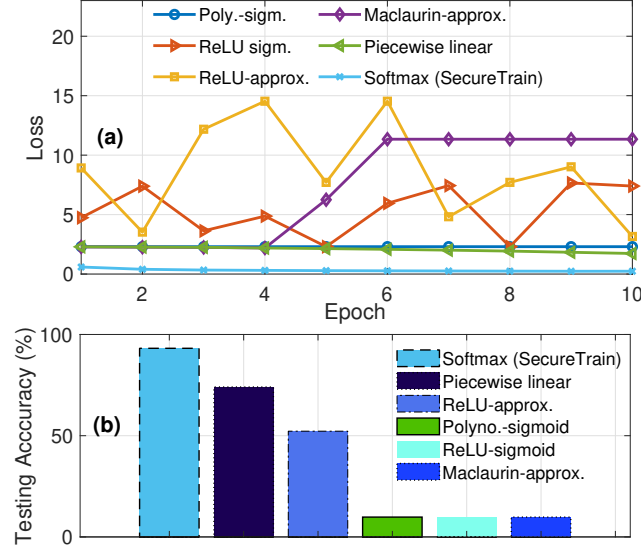 Poly.-sigm.
Maclaurin-approx.
ReLU sigm.
Piecewise linear
ReLU-approx.
Softmax (SecureTrain)
20
15
10
5
0
Loss
(a)
2
4
6
8
10
Epoch
100
50
0
Testing Acccuracy (%)
(b)
Softmax (SecureTrain)
Piecewise linear
ReLU-approx.
Polyno.-sigmoid
ReLU-sigmoid
Maclaurin-approx.